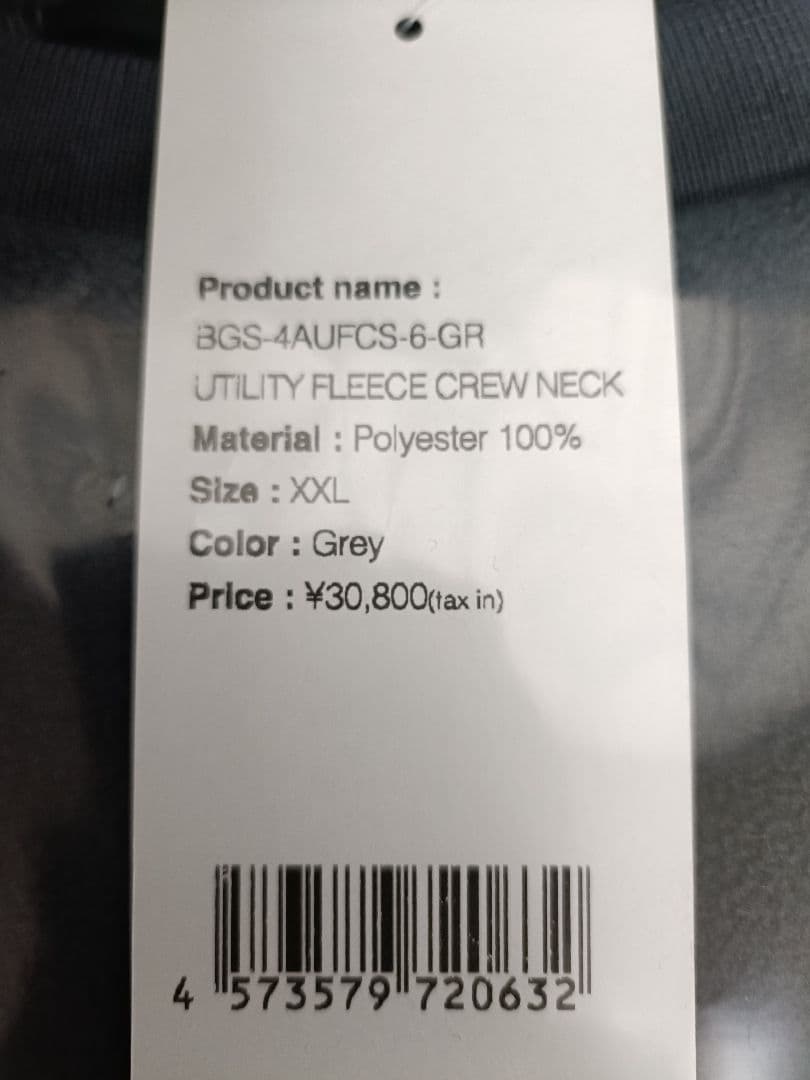 Product name :
BGS-4AUFCS-6-GR
UTILITY FLEECE CREW NECK
Material : Polyester 100%
Size : XXL
Color : Grey
Price : ¥30,800(tax in)
4 573579 720632